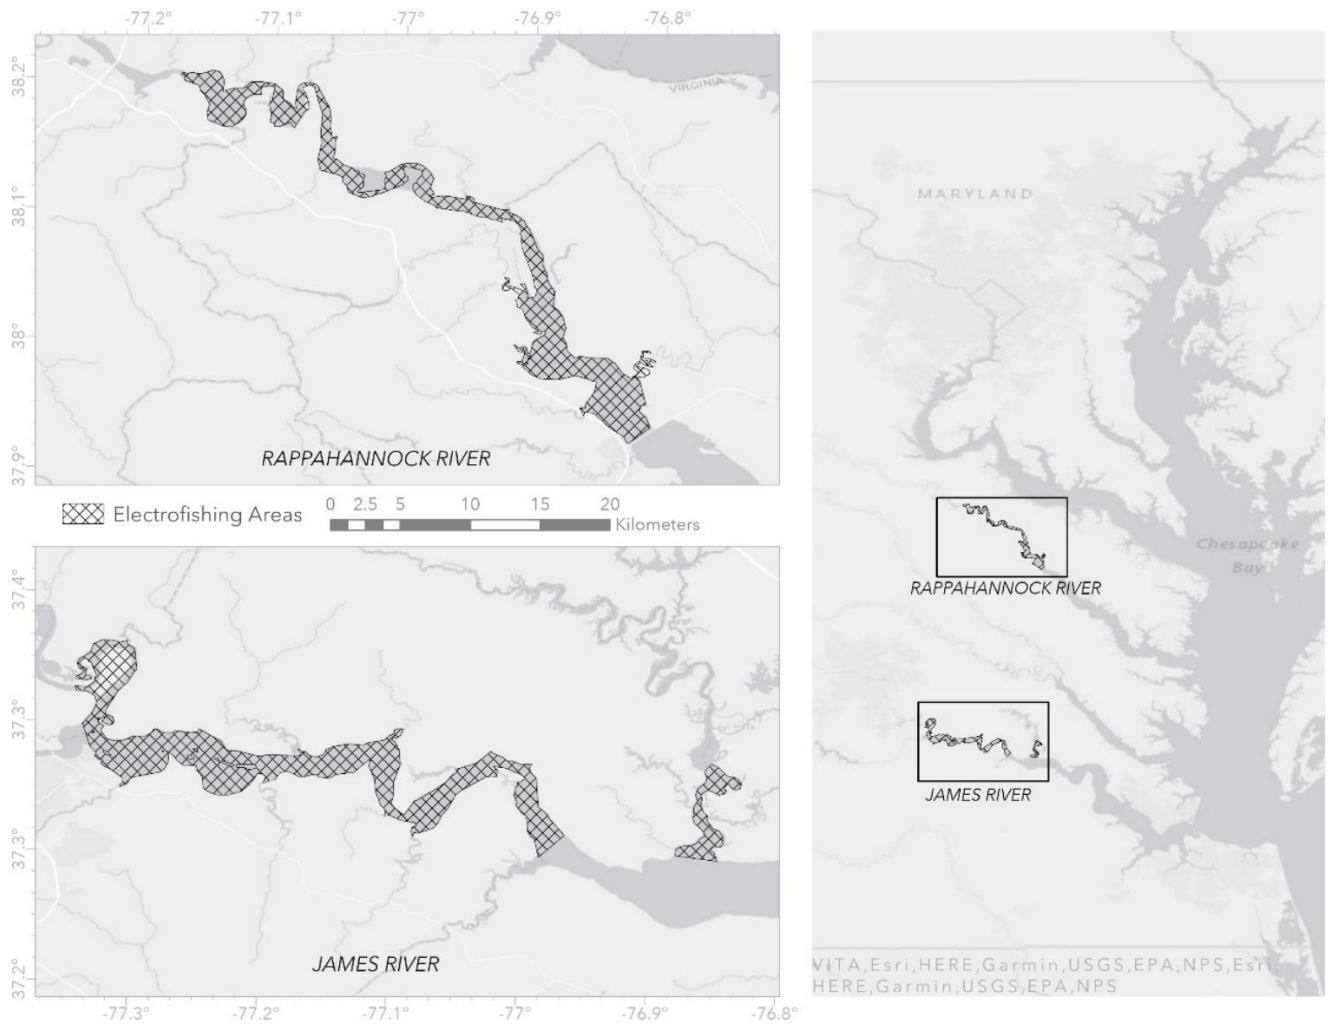 -77.2° -77.1° -77° -76.9° -76.8°
38.2°
38.1°
38°
37.9°
VIRGINIA
RAPPAHANNOCK RIVER
Electrofishing Areas
0 2.5 5 10 15 20
Kilometers
37.4°
37.3°
37.3°
37.2°
JAMES RIVER
-77.3° -77.2° -77.1° -77° -76.9° -76.8°
MARYLAND
Chesapeake
Bay
RAPPAHANNOCK RIVER
JAMES RIVER
VITA,Esri,HERE,Garmin,USGS,EPA,NPS,Esri,
HERE,Garmin,USGS,EPA,NPS